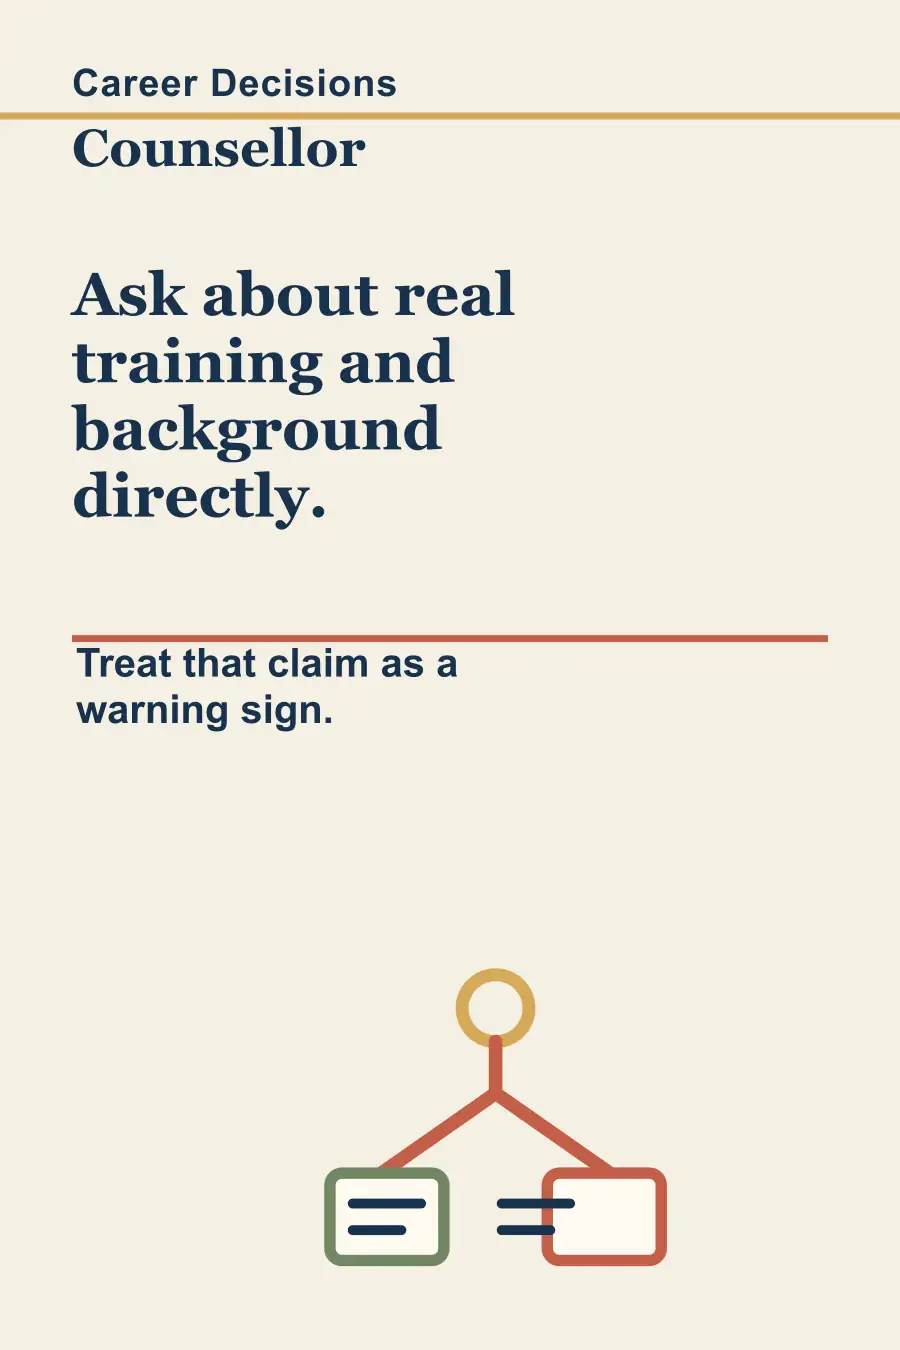 Career Decisions
Counsellor
Ask about real
training and
background
directly.
Treat that claim as a
warning sign.